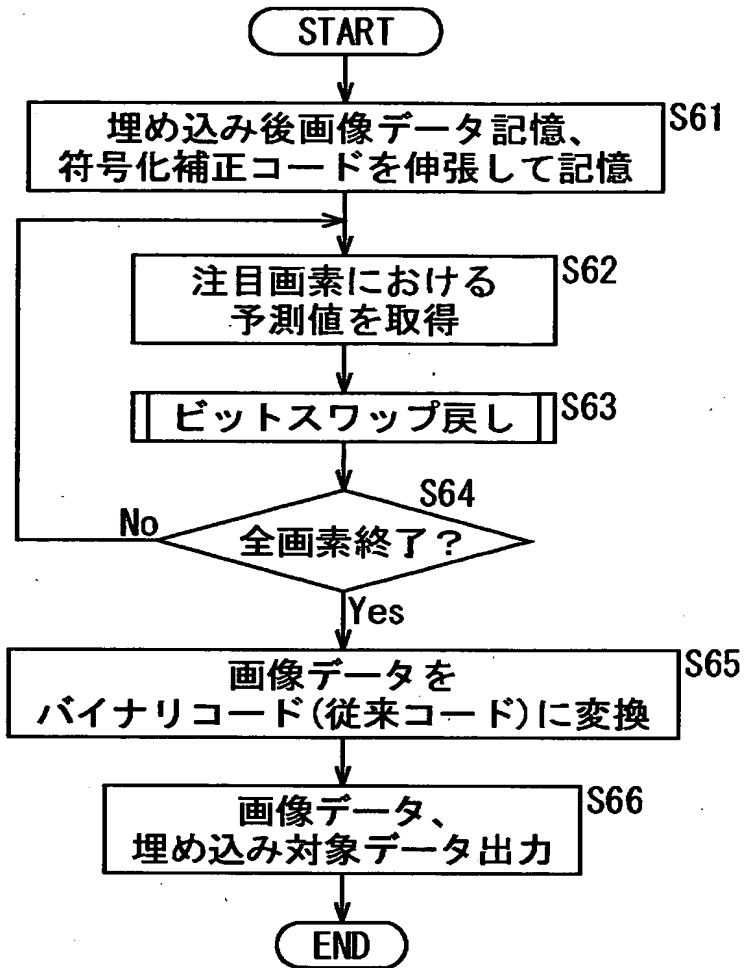 START
S61
埋め込み後画像データ記憶、
符号化補正コードを伸張して記憶
S62
注目画素における
予測値を取得
S63
ビットスワップ戻し
S64
No
全画素終了？
Yes
S65
画像データを
バイナリコード(従来コード)に変換
S66
画像データ、
埋め込み対象データ出力
END